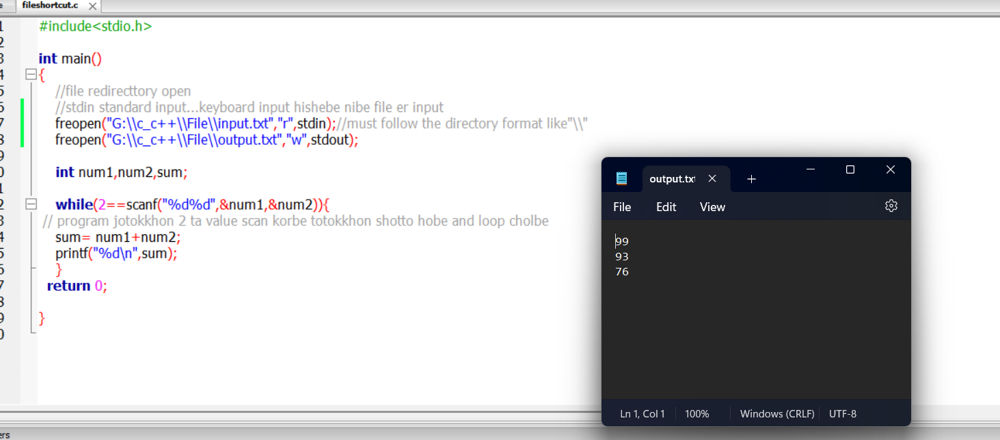 fileshortcut.c
#include<stdio.h>
int main()
{
//file redirecttory open
//stdin standard input...keyboard input hishebe nibe file er input
freopen("G:\\c_c++\\File\\input.txt","r",stdin);//must follow the directory format like"\\"
freopen("G:\\c_c++\\File\\output.txt","w",stdout);
int num1,num2,sum;
while(2==scanf("%d%d",&num1,&num2)){
// program jotokkhon 2 ta value scan korbe totokkhon shotto hobe and loop cholbe
sum= num1+num2;
printf("%d\n",sum);
}
return 0;
}
output.txt
File Edit View
99
93
76
Ln 1, Col 1 100% Windows (CRLF) UTF-8